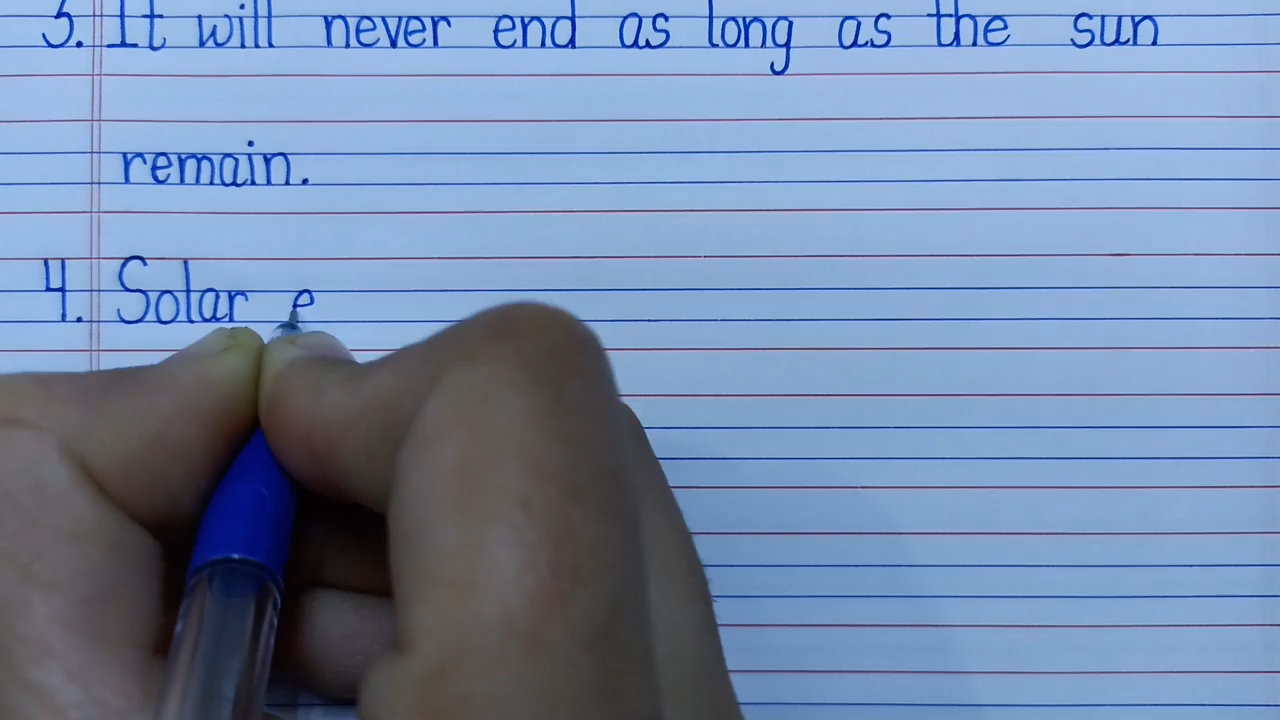 3. It will never end as long as the sun
remain.
4. Solar e